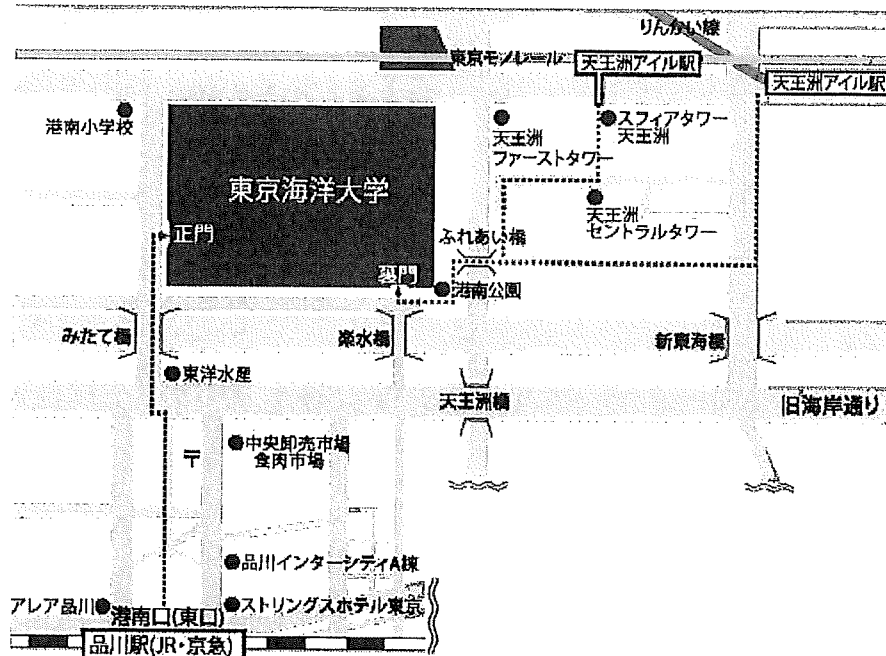 りんかい線
東京モノレール
天王洲アイル駅
天王洲アイル駅
港南小学校
天王洲
ファーストタワー
スフィアタワー
天王洲
東京海洋大学
正門
天王洲
セントラルタワー
ふれあい橋
裏門
港南公園
みたて橋
楽水橋
新東海橋
東洋水産
天王洲橋
旧海岸通り
〒
中央卸売市場
食肉市場
品川インターシティA棟
アレア品川
港南口(東口)
ストリングスホテル東京
品川駅(JR・京急)